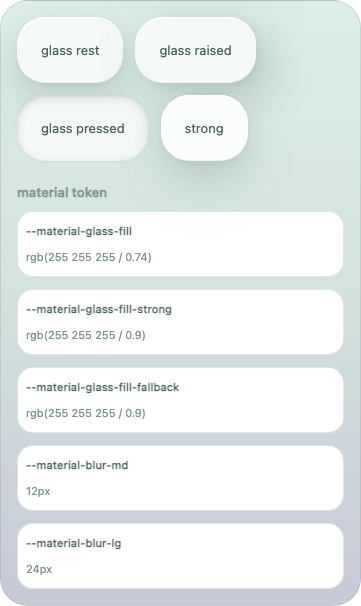 glass rest
glass raised
glass pressed
strong
material token
--material-glass-fill
rgb(255 255 255 / 0.74)
--material-glass-fill-strong
rgb(255 255 255 / 0.9)
--material-glass-fill-fallback
rgb(255 255 255 / 0.9)
--material-blur-md
12px
--material-blur-lg
24px